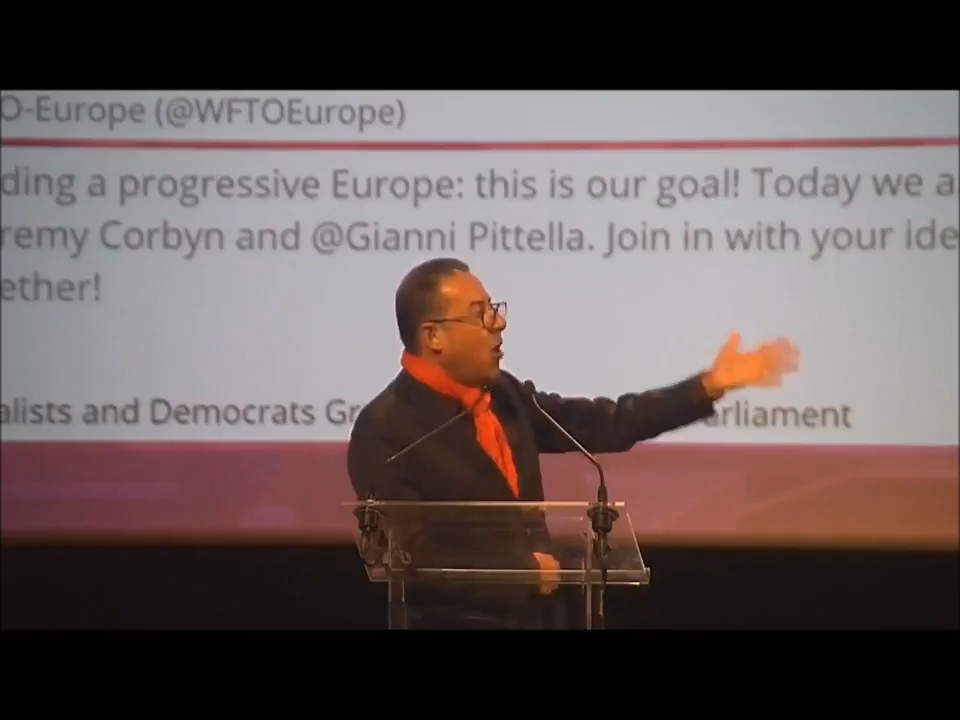 O-Europe (@WFTOEurope)
ding a progressive Europe: this is our goal! Today we a
remy Corbyn and @Gianni Pittella. Join in with your ide
ether!
alists and Democrats Gr arliament